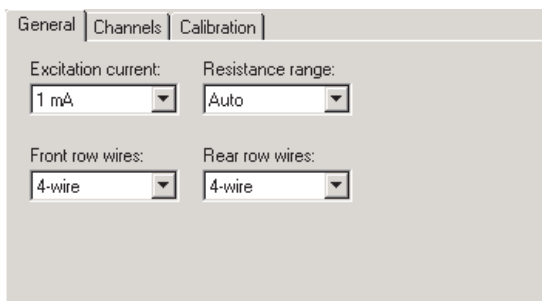 General Channels Calibration
Excitation current: Resistance range:
1 mA Auto
Front row wires: Rear row wires:
4-wire 4-wire